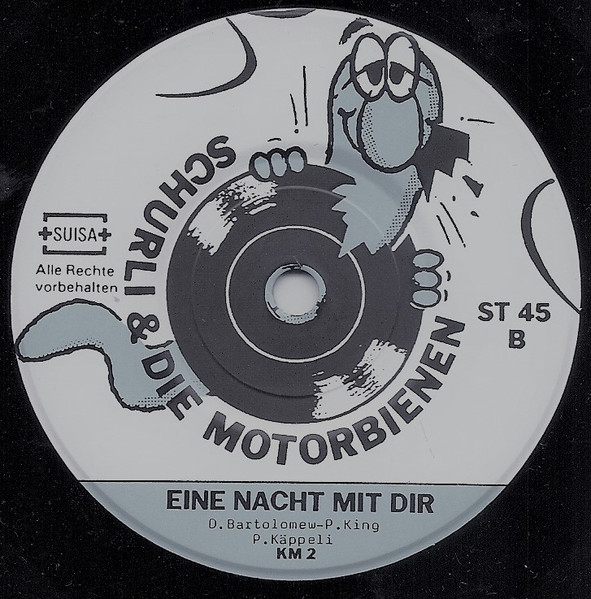 SCHURLI & DIE MOTORBIENEN
+SUISA+
Alle Rechte
vorbehalten
ST 45
B
EINE NACHT MIT DIR
D.Bartolomew-P.King
P.Käppeli
KM 2